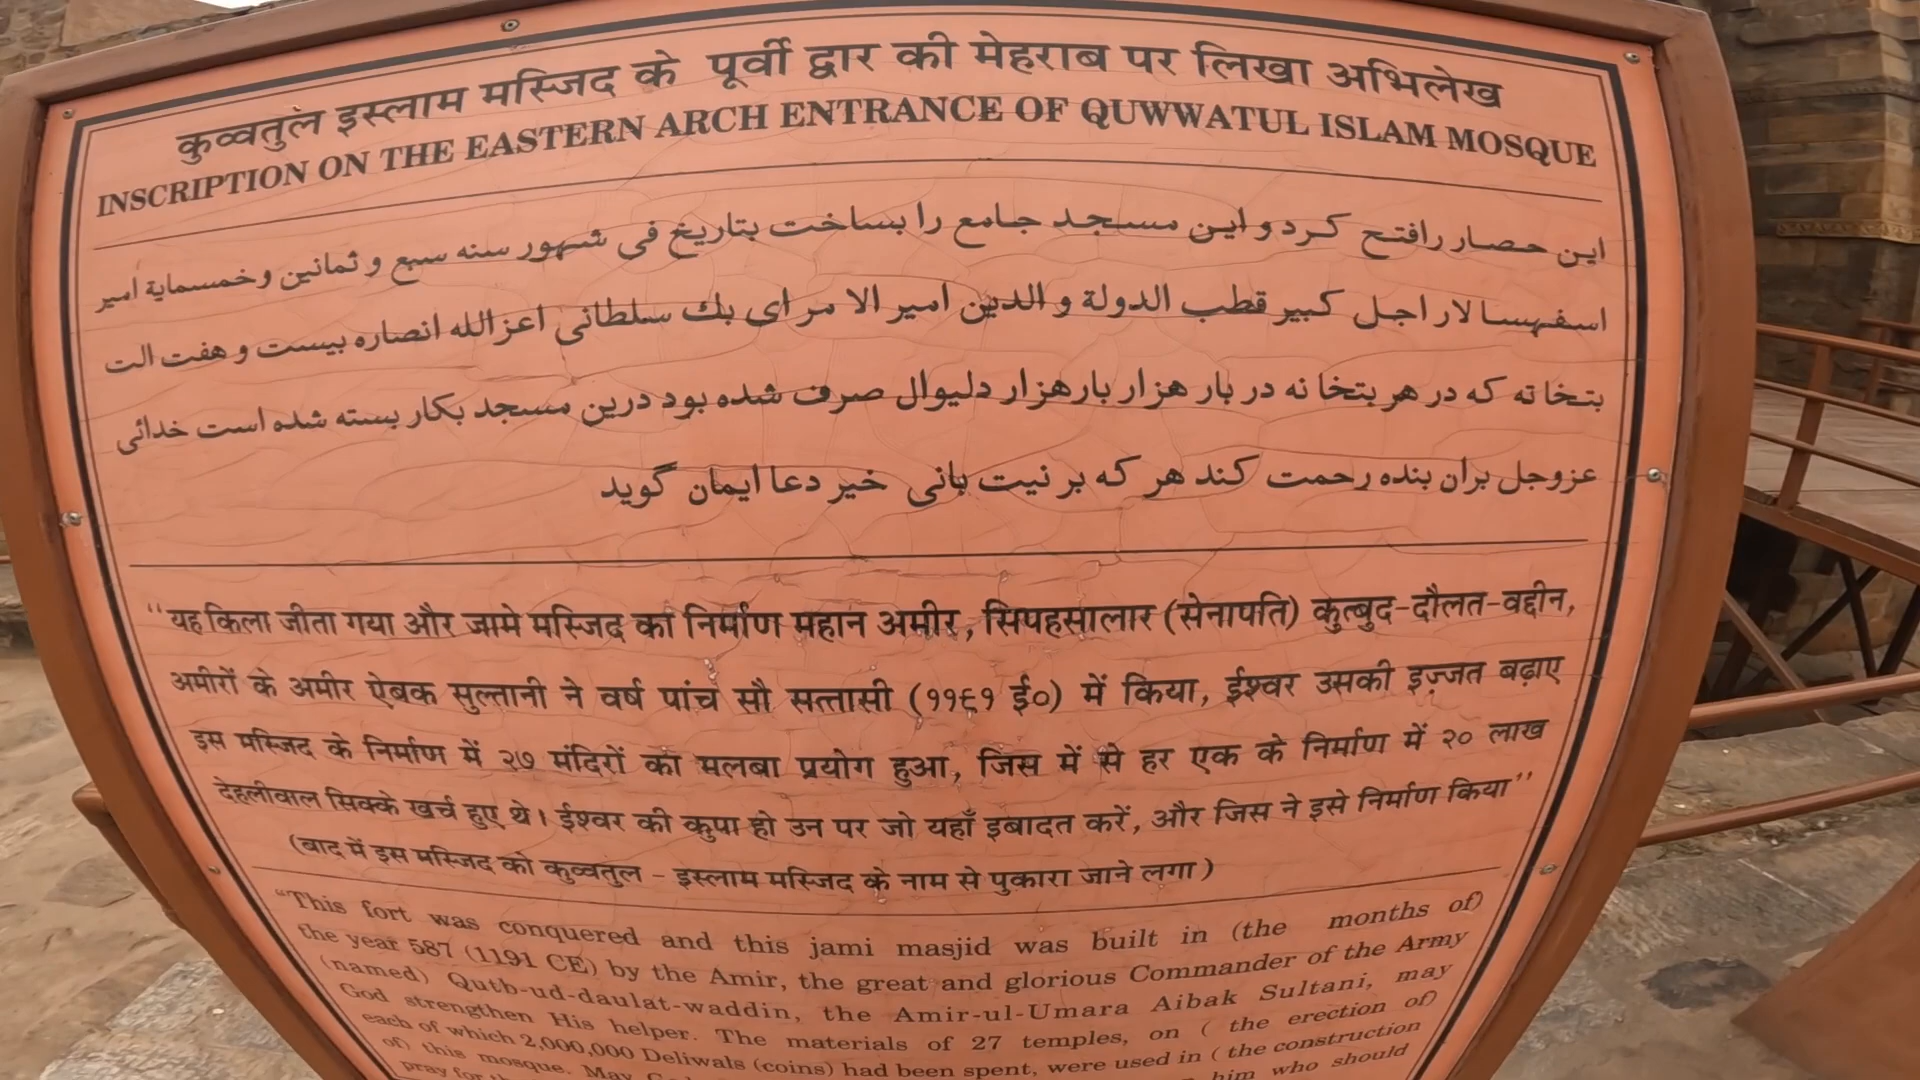 कुव्वतुल इस्लाम मस्जिद के पूर्वी द्वार की मेहराब पर लिखा अभिलेख
INSCRIPTION ON THE EASTERN ARCH ENTRANCE OF QUWWATUL ISLAM MOSQUE
این حصار رافتح کرد و این مسجد جامع را بساخت بتاریخ فی شهور سنه سبع و ثمانین وخمسمایة امیر
اسفهسالار اجل کبیر قطب الدولة و الدین امیر الا مر ای بك سلطانی اعزالله انصاره بیست و هفت الت
بتخاته که در هر بتخانه در بار هزار بارهزار دلیوال صرف شده بود درین مسجد بکار بسته شده است خدائی
عزوجل بران بنده رحمت کند هر که بر نیت بانی خیر دعا ایمان گوید
“यह किला जीता गया और जामे मस्जिद का निर्माण महान अमीर, सिपहसालार (सेनापति) कुत्बुद-दौलत-वद्दीन,
अमीरों के अमीर ऐबक सुल्तानी ने वर्ष पांच सौ सत्तासी (११९१ ई०) में किया, ईश्वर उसकी इज़्जत बढ़ाए
इस मस्जिद के निर्माण में २७ मंदिरों का मलबा प्रयोग हुआ, जिस में से हर एक के निर्माण में २० लाख
देहलीवाल सिक्के खर्च हुए थे। ईश्वर की कृपा हो उन पर जो यहाँ इबादत करें, और जिस ने इसे निर्माण किया”
(बाद में इस मस्जिद को कुव्वतुल - इस्लाम मस्जिद के नाम से पुकारा जाने लगा)
“This fort was conquered and this jami masjid was built in (the months of)
the year 587 (1191 CE) by the Amir, the great and glorious Commander of the Army
(named) Qutb-ud-daulat-waddin, the Amir-ul-Umara Aibak Sultani, may
God strengthen His helper. The materials of 27 temples, on ( the erection of)
each of which 2,000,000 Deliwals (coins) had been spent, were used in ( the construction
of) this mosque. May him who should
pray for